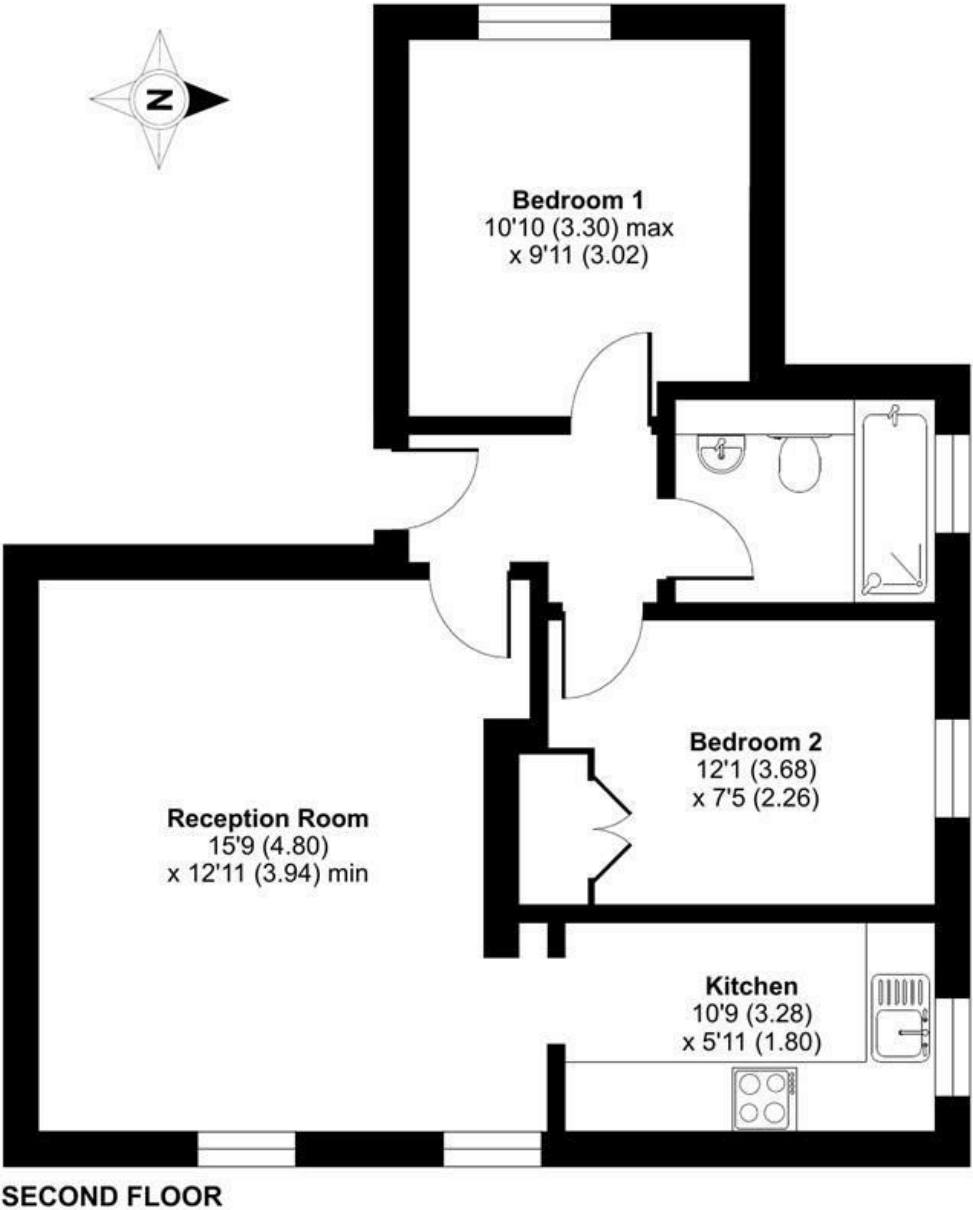 N
Bedroom 1
10'10 (3.30) max
x 9'11 (3.02)
Bedroom 2
12'1 (3.68)
x 7'5 (2.26)
Reception Room
15'9 (4.80)
x 12'11 (3.94) min
Kitchen
10'9 (3.28)
x 5'11 (1.80)
SECOND FLOOR